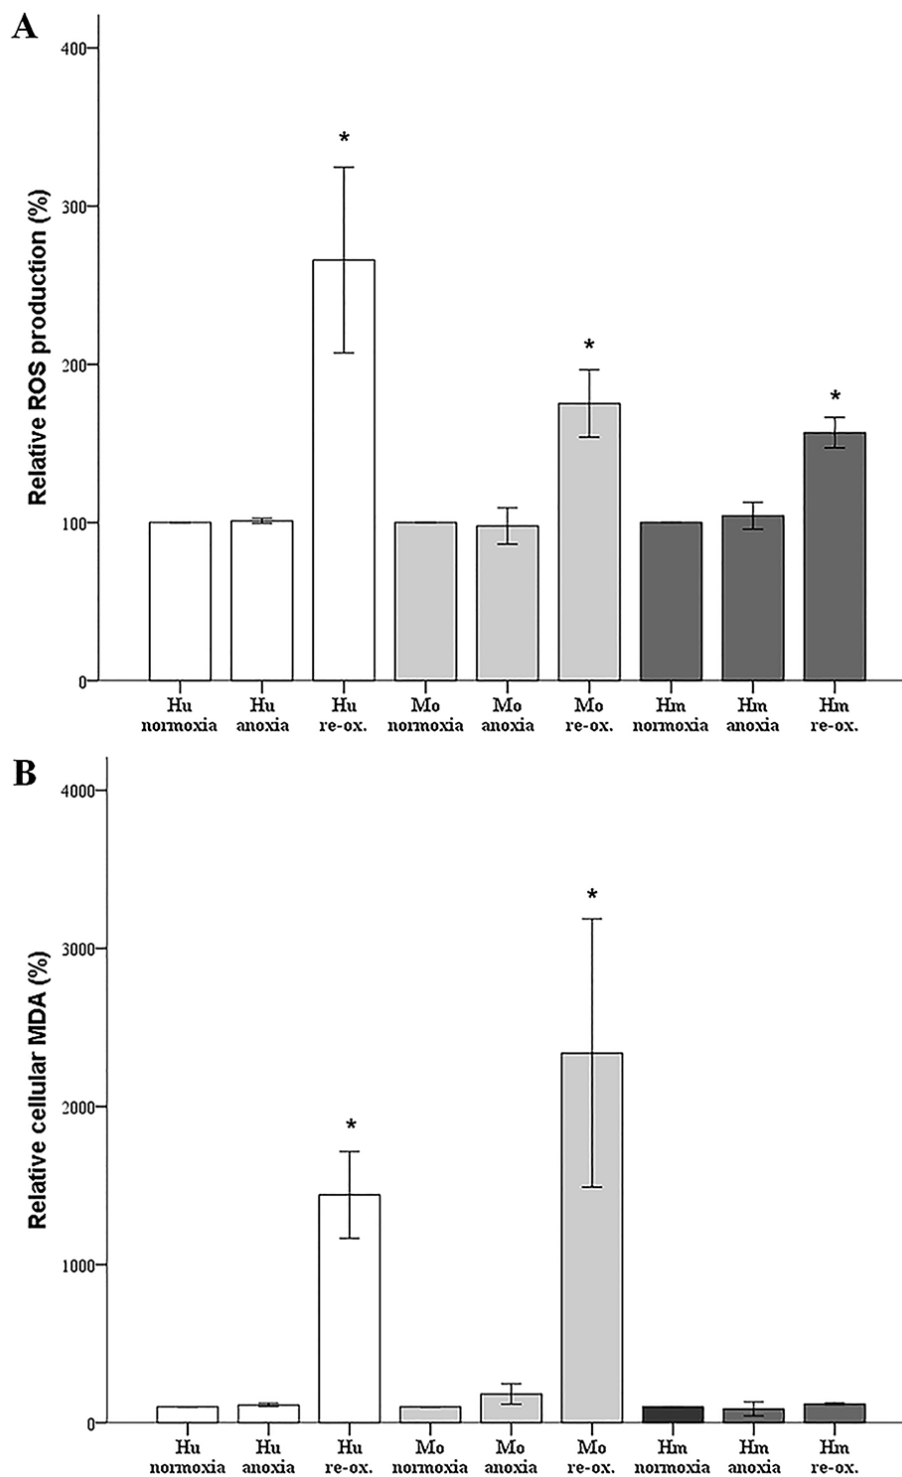 A
Relative ROS production (%)
400
300
200
100
0
*
*
*
Hu normoxia
Hu anoxia
Hu re-ox.
Mo normoxia
Mo anoxia
Mo re-ox.
Hm normoxia
Hm anoxia
Hm re-ox.
B
Relative cellular MDA (%)
4000
3000
2000
1000
0
*
*
Hu normoxia
Hu anoxia
Hu re-ox.
Mo normoxia
Mo anoxia
Mo re-ox.
Hm normoxia
Hm anoxia
Hm re-ox.